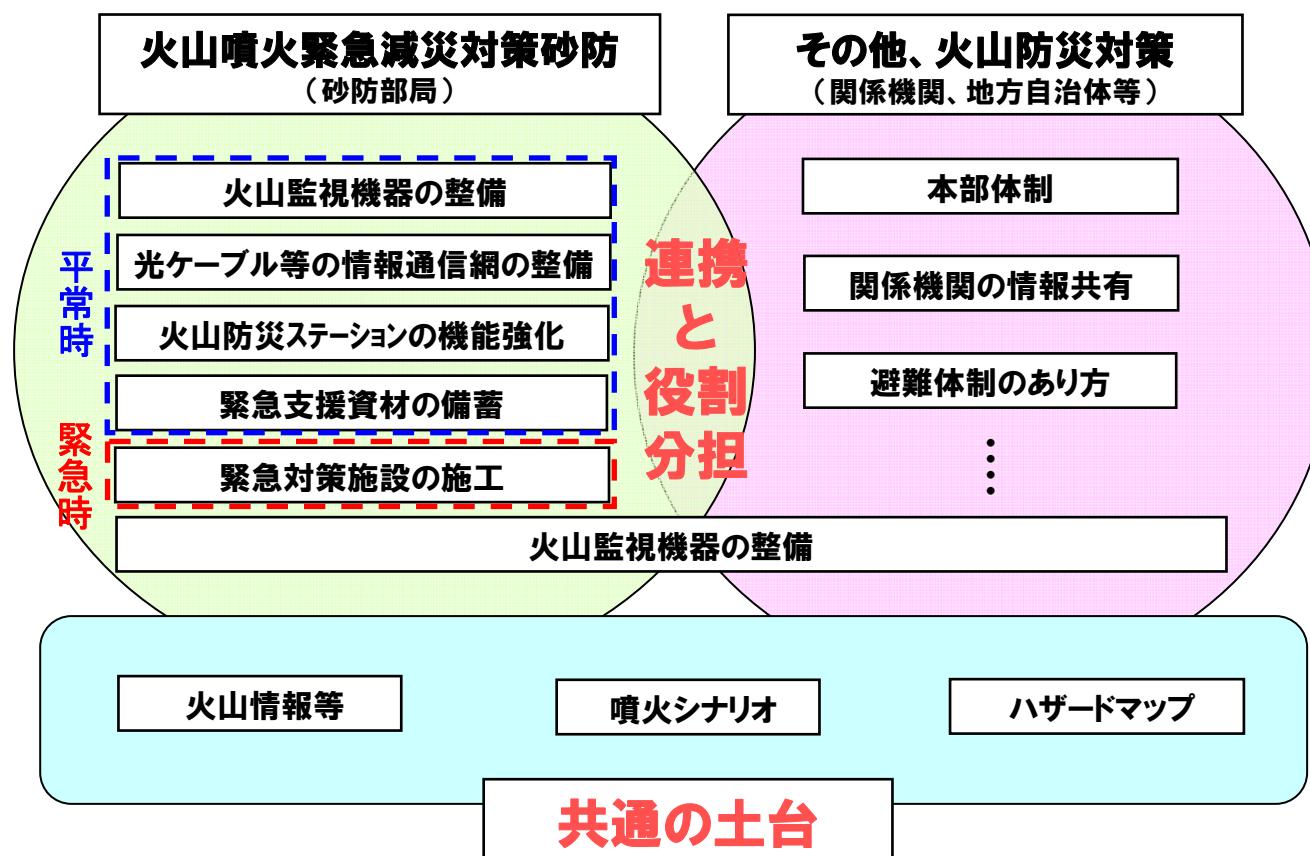 火山噴火緊急減災対策砂防
（砂防部局）
その他、火山防災対策
（関係機関、地方自治体等）
平常時
火山監視機器の整備
光ケーブル等の情報通信網の整備
火山防災ステーションの機能強化
緊急支援資材の備蓄
緊急時
緊急対策施設の施工
連携
と
役割
分担
本部体制
関係機関の情報共有
避難体制のあり方
火山監視機器の整備
火山情報等
噴火シナリオ
ハザードマップ
共通の土台